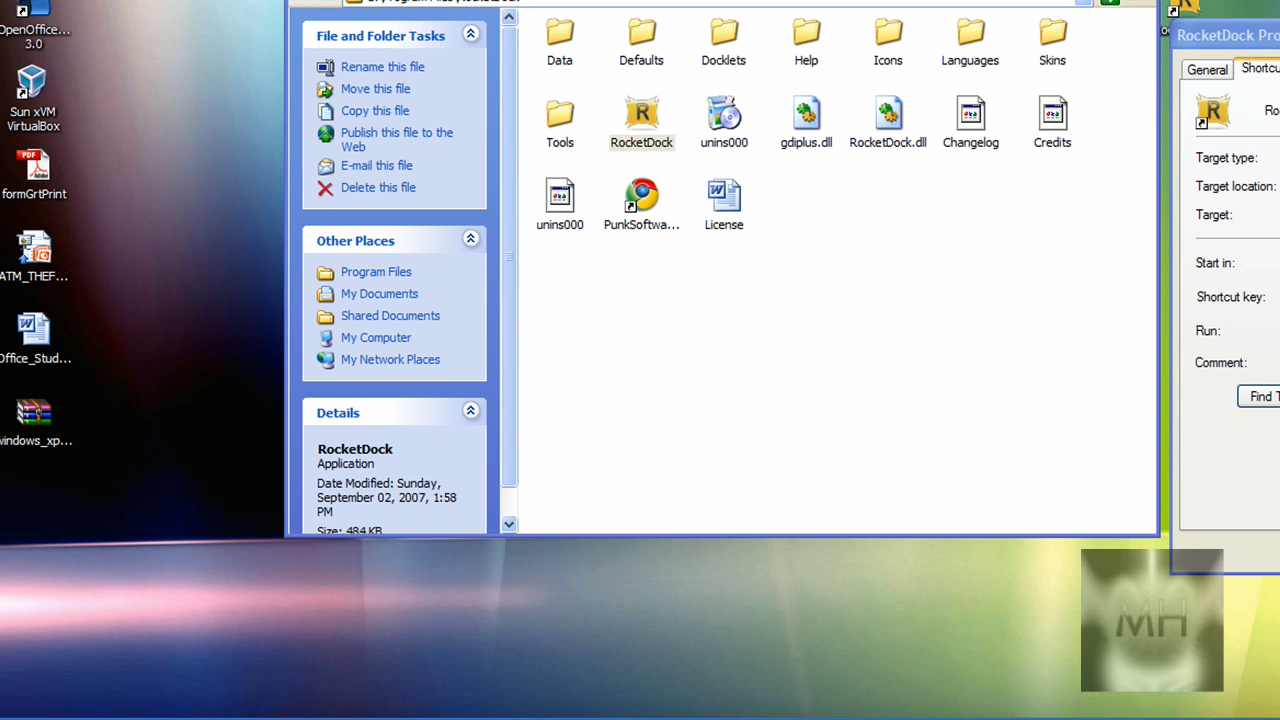 OpenOffice...
3.0
Sun xVM
VirtualBox
formGrtPrint
ATM_THEF...
Office_Stud...
windows_xp...
File and Folder Tasks
Rename this file
Move this file
Copy this file
Publish this file to the
Web
E-mail this file
Delete this file
Other Places
Program Files
My Documents
Shared Documents
My Computer
My Network Places
Details
RocketDock
Application
Date Modified: Sunday,
September 02, 2007, 1:58
PM
Size: 484 KB
Data
Defaults
Docklets
Help
Icons
Languages
Skins
Tools
RocketDock
unins000
gdiplus.dll
RocketDock.dll
Changelog
Credits
unins000
PunkSoftwa...
License
RocketDock Pro
General
Shortcu
Ro
Target type:
Target location:
Target:
Start in:
Shortcut key:
Run:
Comment:
Find T
MH